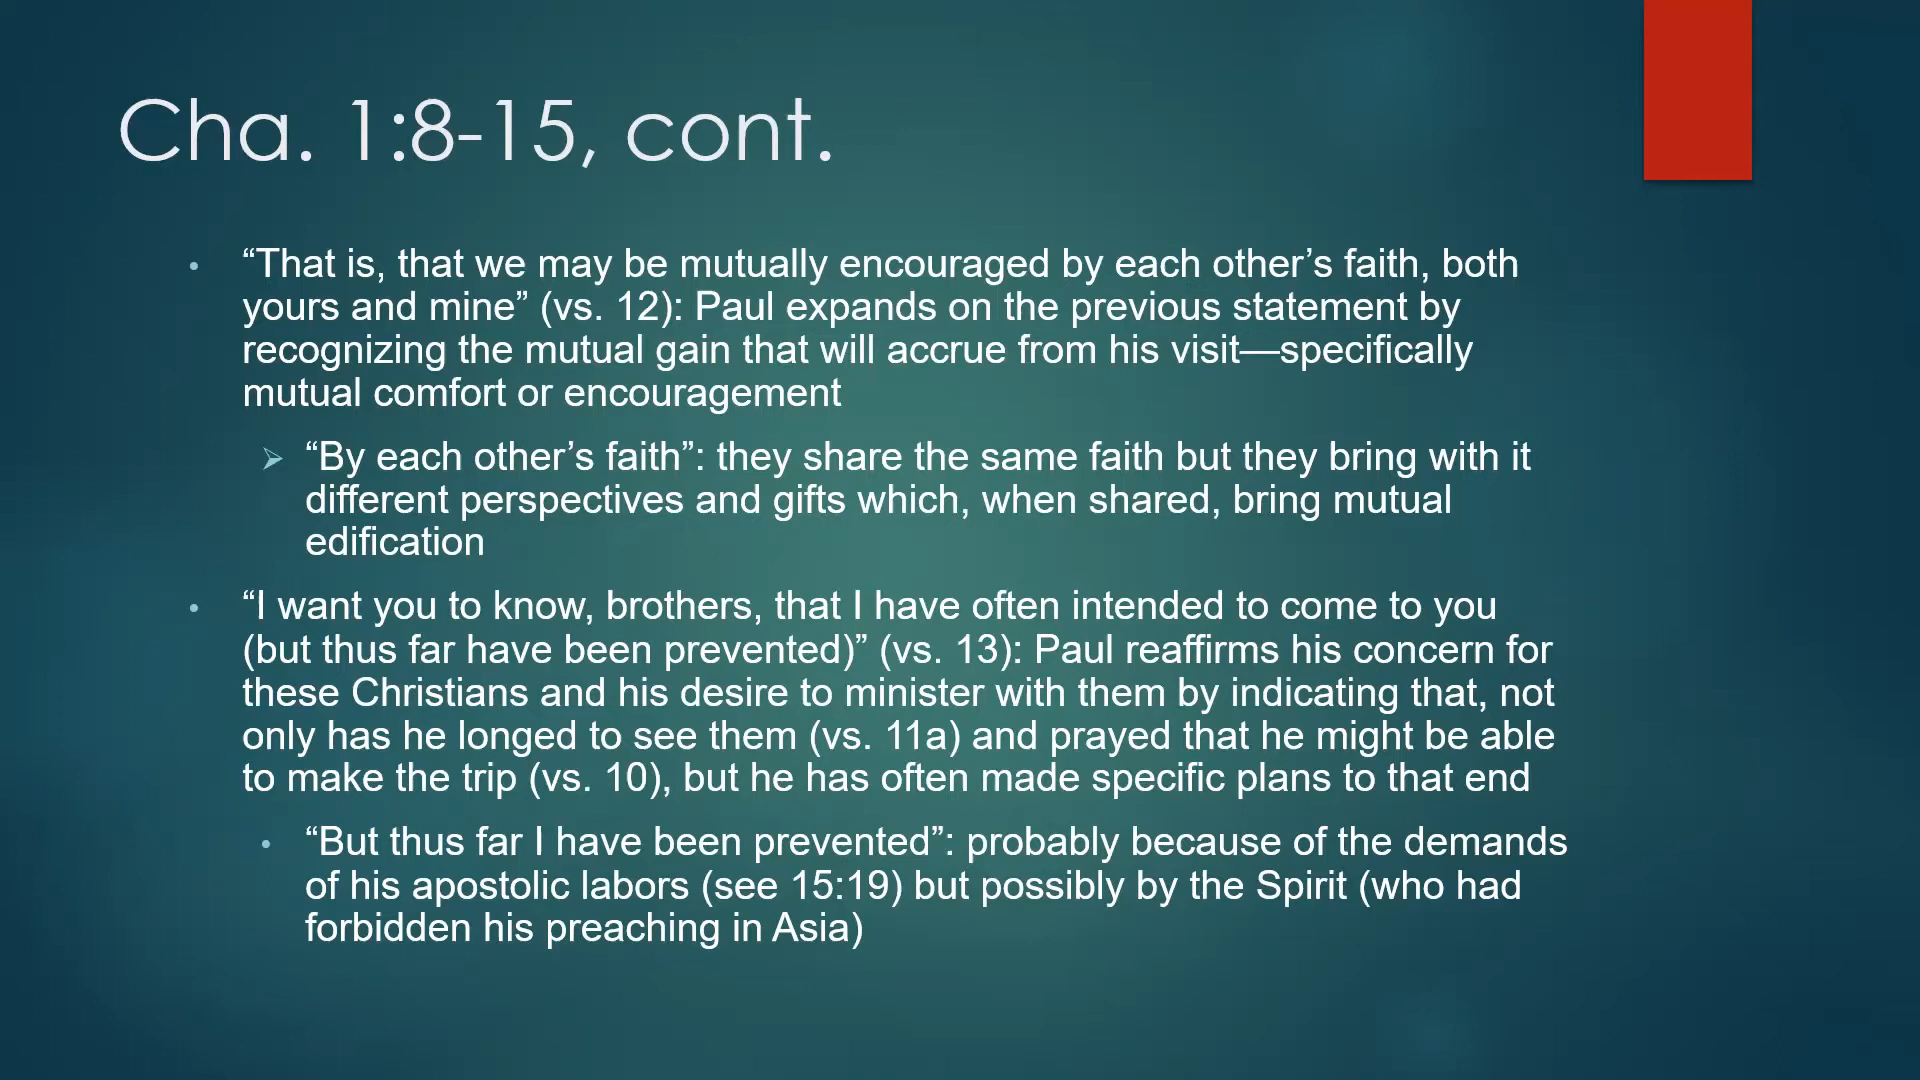 Cha. 1:8-15, cont.
• “That is, that we may be mutually encouraged by each other’s faith, both
yours and mine” (vs. 12): Paul expands on the previous statement by
recognizing the mutual gain that will accrue from his visit—specifically
mutual comfort or encouragement
➢ “By each other’s faith”: they share the same faith but they bring with it
different perspectives and gifts which, when shared, bring mutual
edification
• “I want you to know, brothers, that I have often intended to come to you
(but thus far have been prevented)” (vs. 13): Paul reaffirms his concern for
these Christians and his desire to minister with them by indicating that, not
only has he longed to see them (vs. 11a) and prayed that he might be able
to make the trip (vs. 10), but he has often made specific plans to that end
• “But thus far I have been prevented”: probably because of the demands
of his apostolic labors (see 15:19) but possibly by the Spirit (who had
forbidden his preaching in Asia)